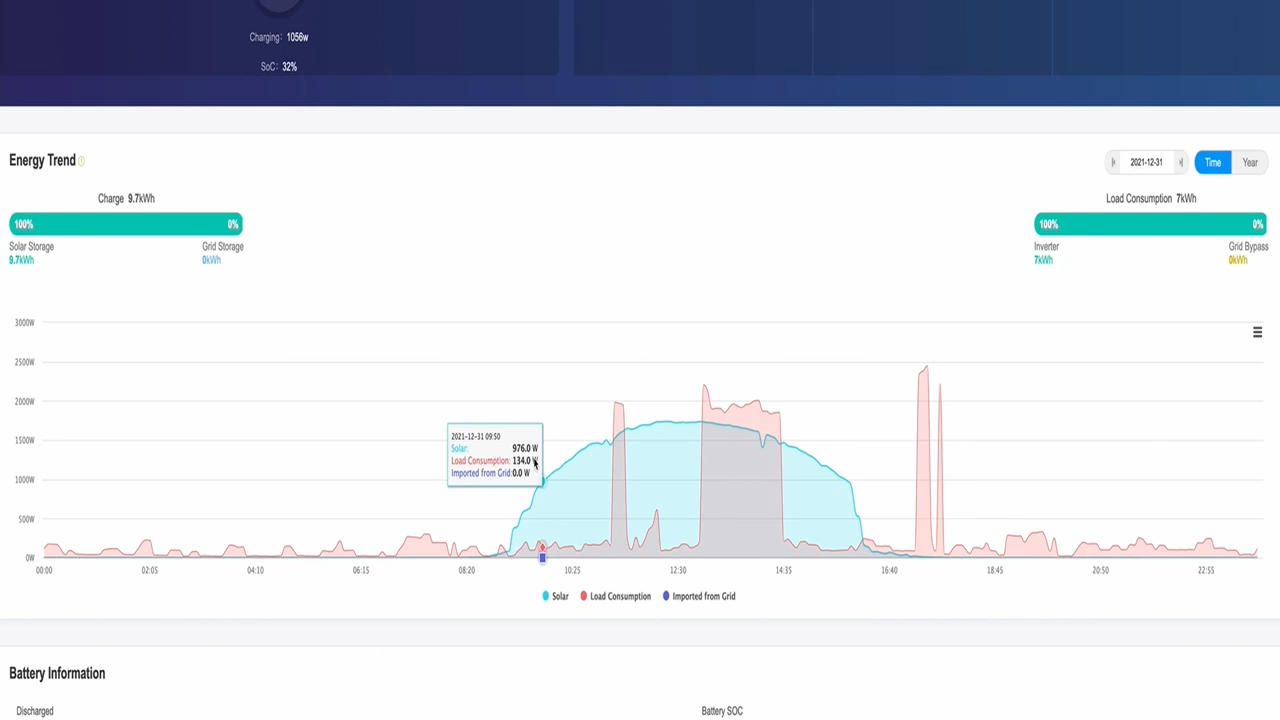 Charging: 1056w
SoC: 32%
Energy Trend
2021-12-31
Time
Year
Charge 9.7kWh
Load Consumption 7kWh
100% 0%
100% 0%
Solar Storage Grid Storage
9.7kWh 0kWh
Inverter Grid Bypass
7kWh 0kWh
3000W
2500W
2000W
1500W
1000W
500W
0W
2021-12-31 09:50
Solar: 976.0 W
Load Consumption: 134.0 W
Imported from Grid: 0.0 W
00:00 02:05 04:10 06:15 08:20 10:25 12:30 14:35 16:40 18:45 20:50 22:55
Solar Load Consumption Imported from Grid
Battery Information
Discharged
Battery SOC